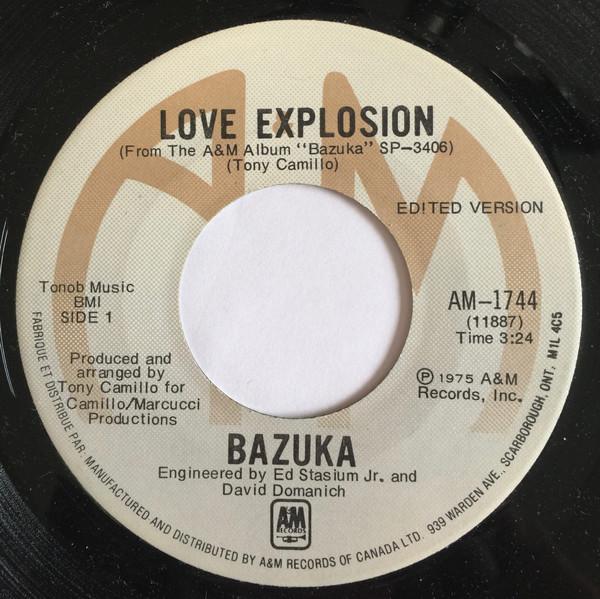 LOVE EXPLOSION
(From The A&M Album "Bazuka" SP-3406)
(Tony Camillo)
EDITED VERSION
Tonob Music
BMI
SIDE 1
AM-1744
(11887)
Time 3:24
Produced and
arranged by
Tony Camillo for
Camillo/Marcucci
Productions
℗ 1975 A&M
Records, Inc.
BAZUKA
Engineered by Ed Stasium Jr. and
David Domanich
A&M
RECORDS
FABRIQUE ET DISTRIBUE PAR: MANUFACTURED AND DISTRIBUTED BY A&M RECORDS OF CANADA LTD. 939 WARDEN AVE., SCARBOROUGH, ONT. M1L 4C5